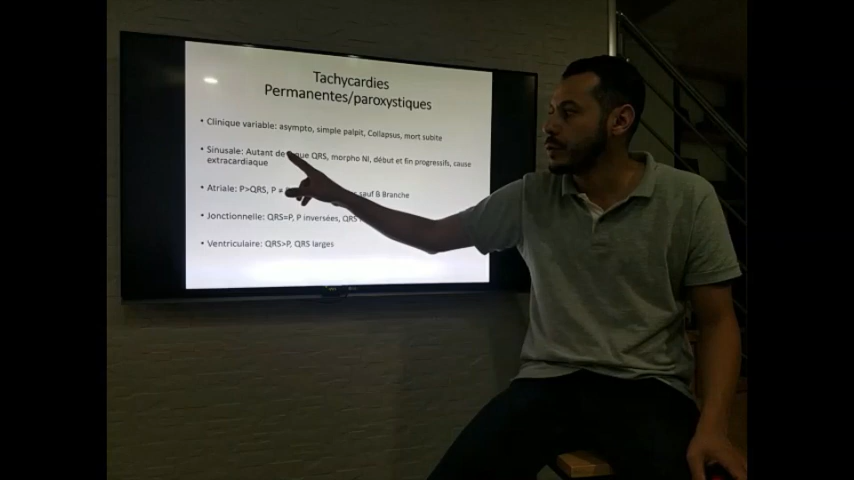 Tachycardies
Permanentes/paroxystiques
• Clinique variable: asympto, simple palpit, Collapsus, mort subite
• Sinusale: Autant de que QRS, morpho Nl, début et fin progressifs, cause
extracardiaque
• Atriale: P>QRS, P ≠ sauf B Branche
• Jonctionnelle: QRS=P, P inversées, QRS
• Ventriculaire: QRS>P, QRS larges